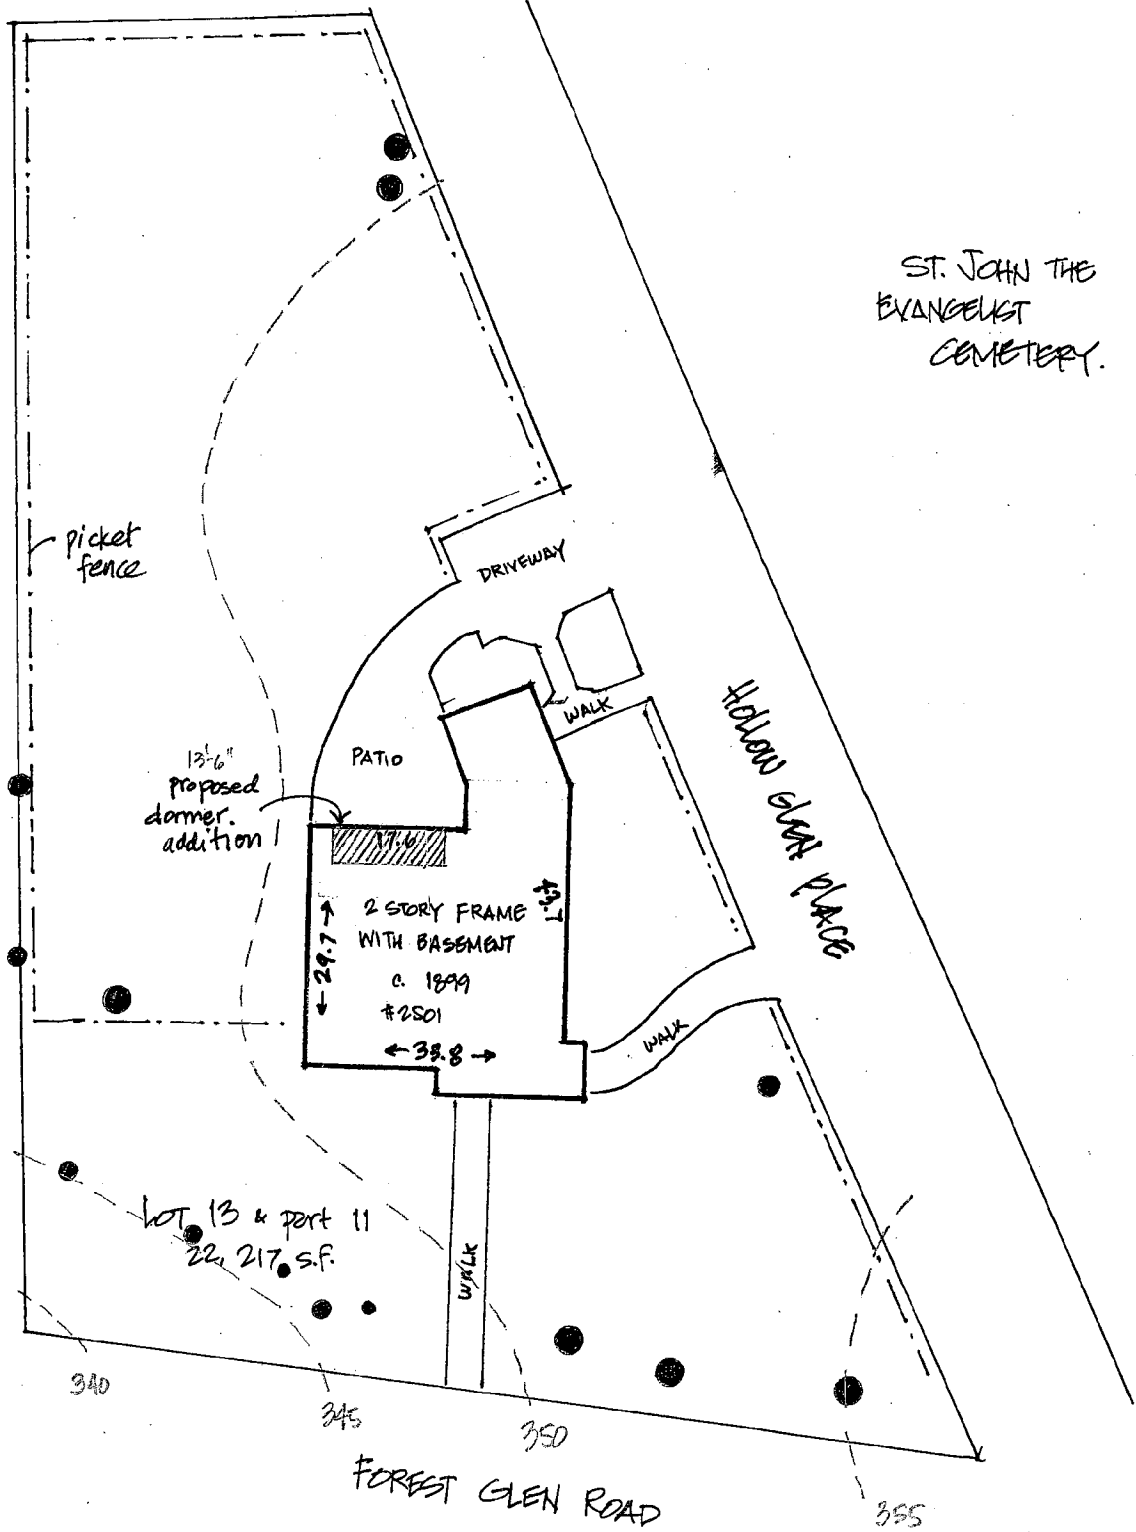 ST. JOHN THE
EVANGELIST
CEMETERY.
picket
fence
DRIVEWAY
WALK
Hollow GLEN PLACE
PATIO
13'-6"
proposed
dormer.
addition
17.6
43.7
2 STORY FRAME
WITH BASEMENT
c. 1899
#2501
29.7
33.8
WALK
LOT 13 & part 11
22,217 s.f.
WALK
340
345
350
355
FOREST GLEN ROAD